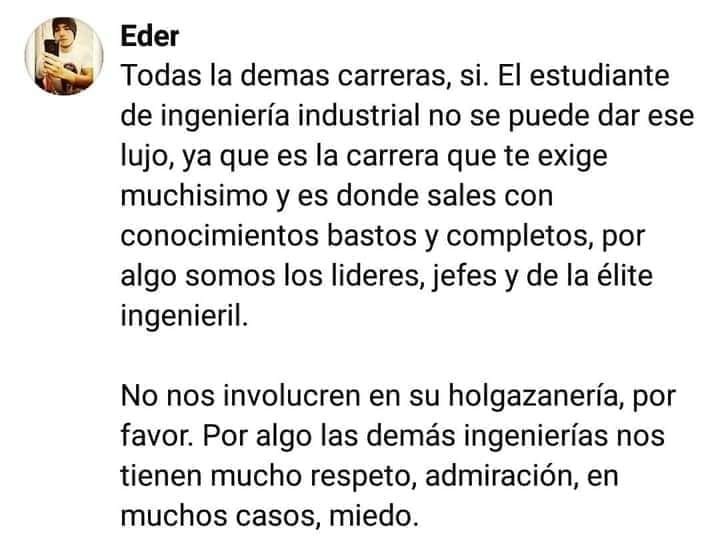 Eder
Todas la demas carreras, si. El estudiante
de ingeniería industrial no se puede dar ese
lujo, ya que es la carrera que te exige
muchisimo y es donde sales con
conocimientos bastos y completos, por
algo somos los lideres, jefes y de la élite
ingenieril.
No nos involucren en su holgazanería, por
favor. Por algo las demás ingenierías nos
tienen mucho respeto, admiración, en
muchos casos, miedo.